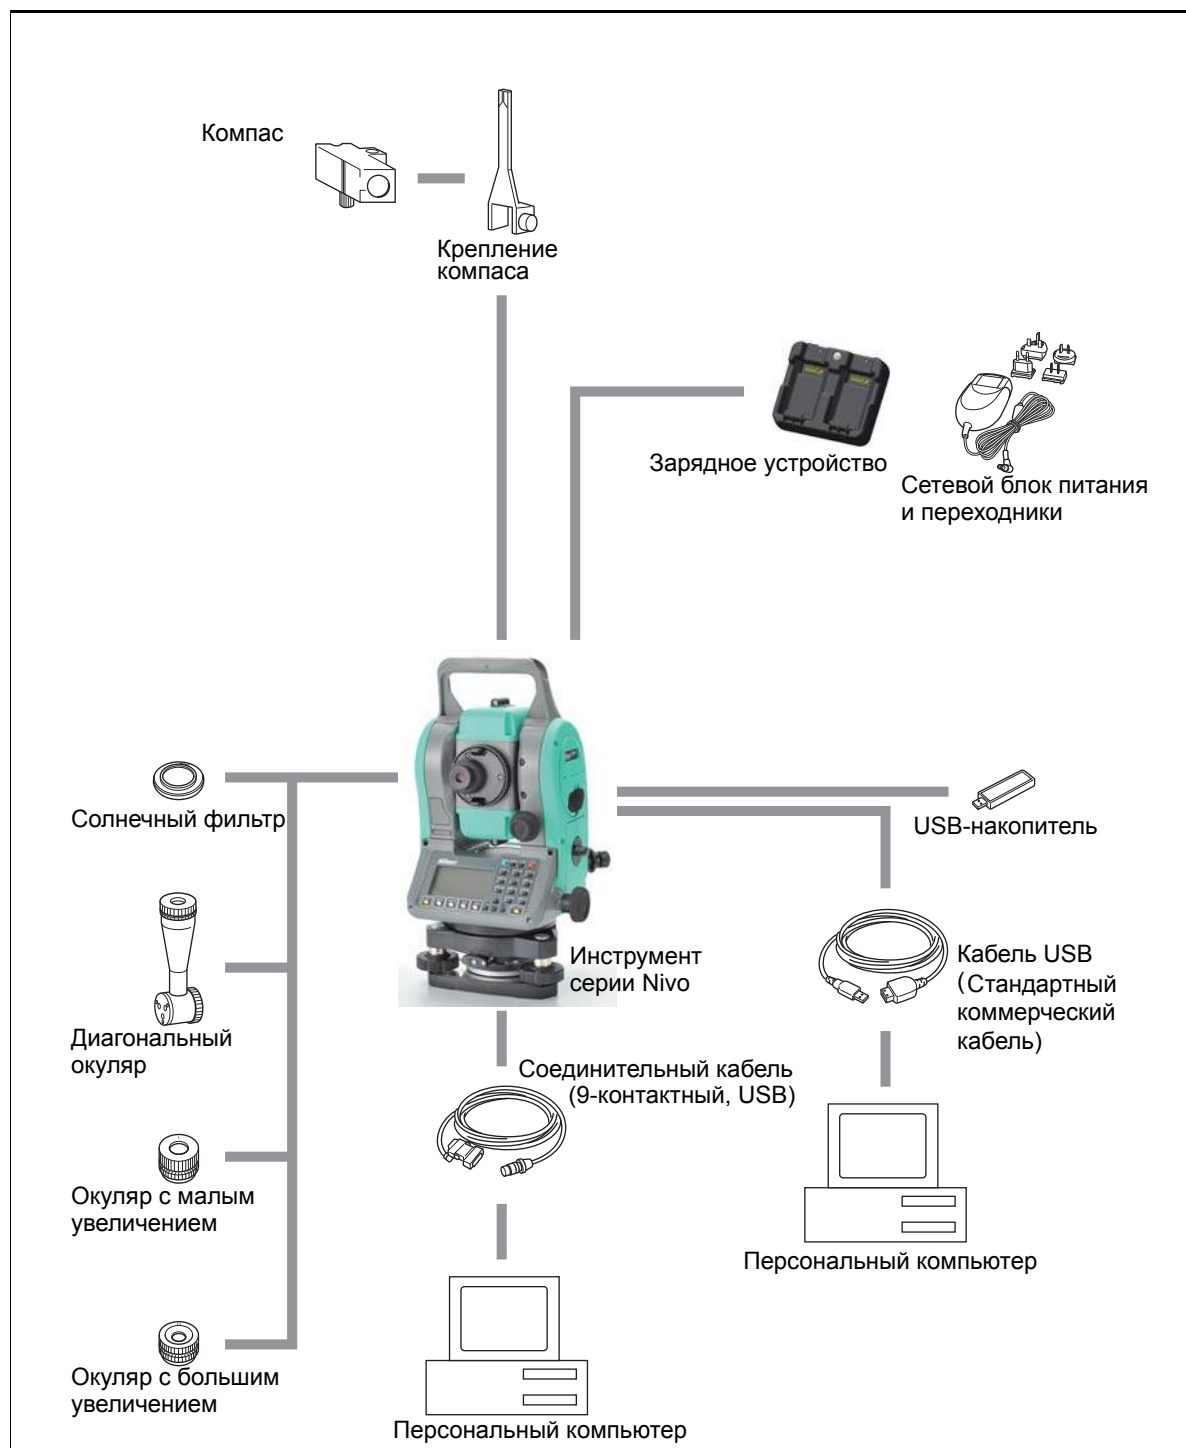 Компас
Крепление
компаса
Зарядное устройство
Сетевой блок питания
и переходники
Солнечный фильтр
USB-накопитель
Инструмент
серии Nivo
Кабель USB
(Стандартный
коммерческий
кабель)
Диагональный
окуляр
Соединительный кабель
(9-контактный, USB)
Окуляр с малым
увеличением
Персональный компьютер
Окуляр с большим
увеличением
Персональный компьютер